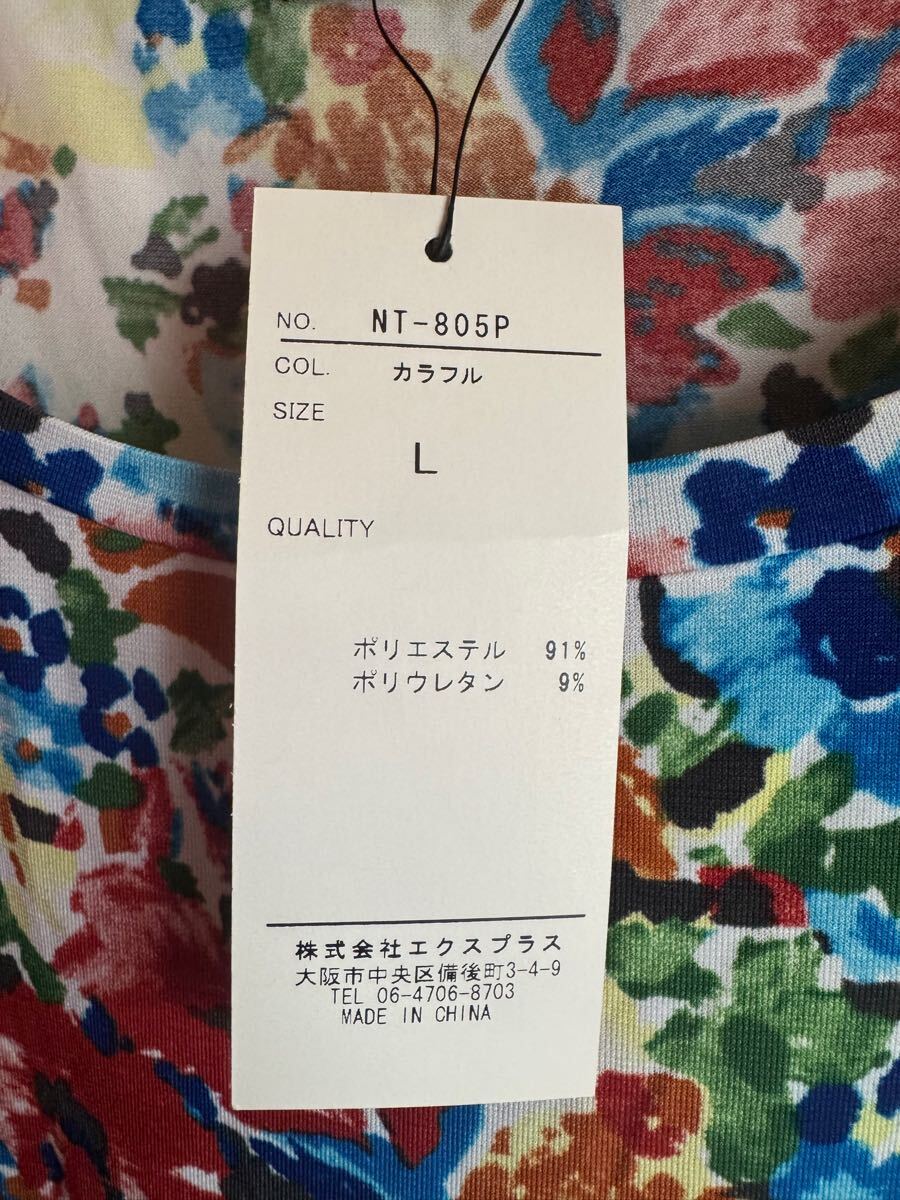 NO. NT-805P
COL. カラフル
SIZE
L
QUALITY
ポリエステル 91%
ポリウレタン 9%
株式会社エクスプラス
大阪市中央区備後町3-4-9
TEL 06-4706-8703
MADE IN CHINA